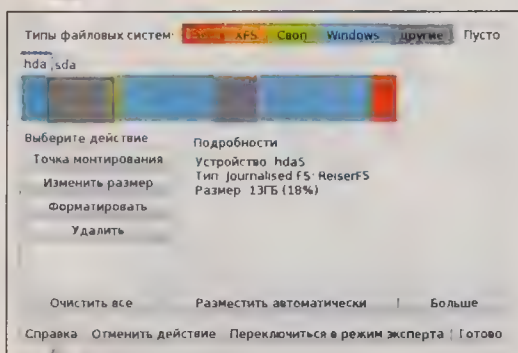 Типы файловых систем: XFS Своп Windows Другие Пусто
hda sda
Выберите действие
Точка монтирования
Изменить размер
Форматировать
Удалить
Подробности
Устройство hda5
Тип Journalised FS: ReiserFS
Размер 13ГБ (18%)
Очистить все Разместить автоматически Больше
Справка Отменить действие Переключиться в режим эксперта Готово